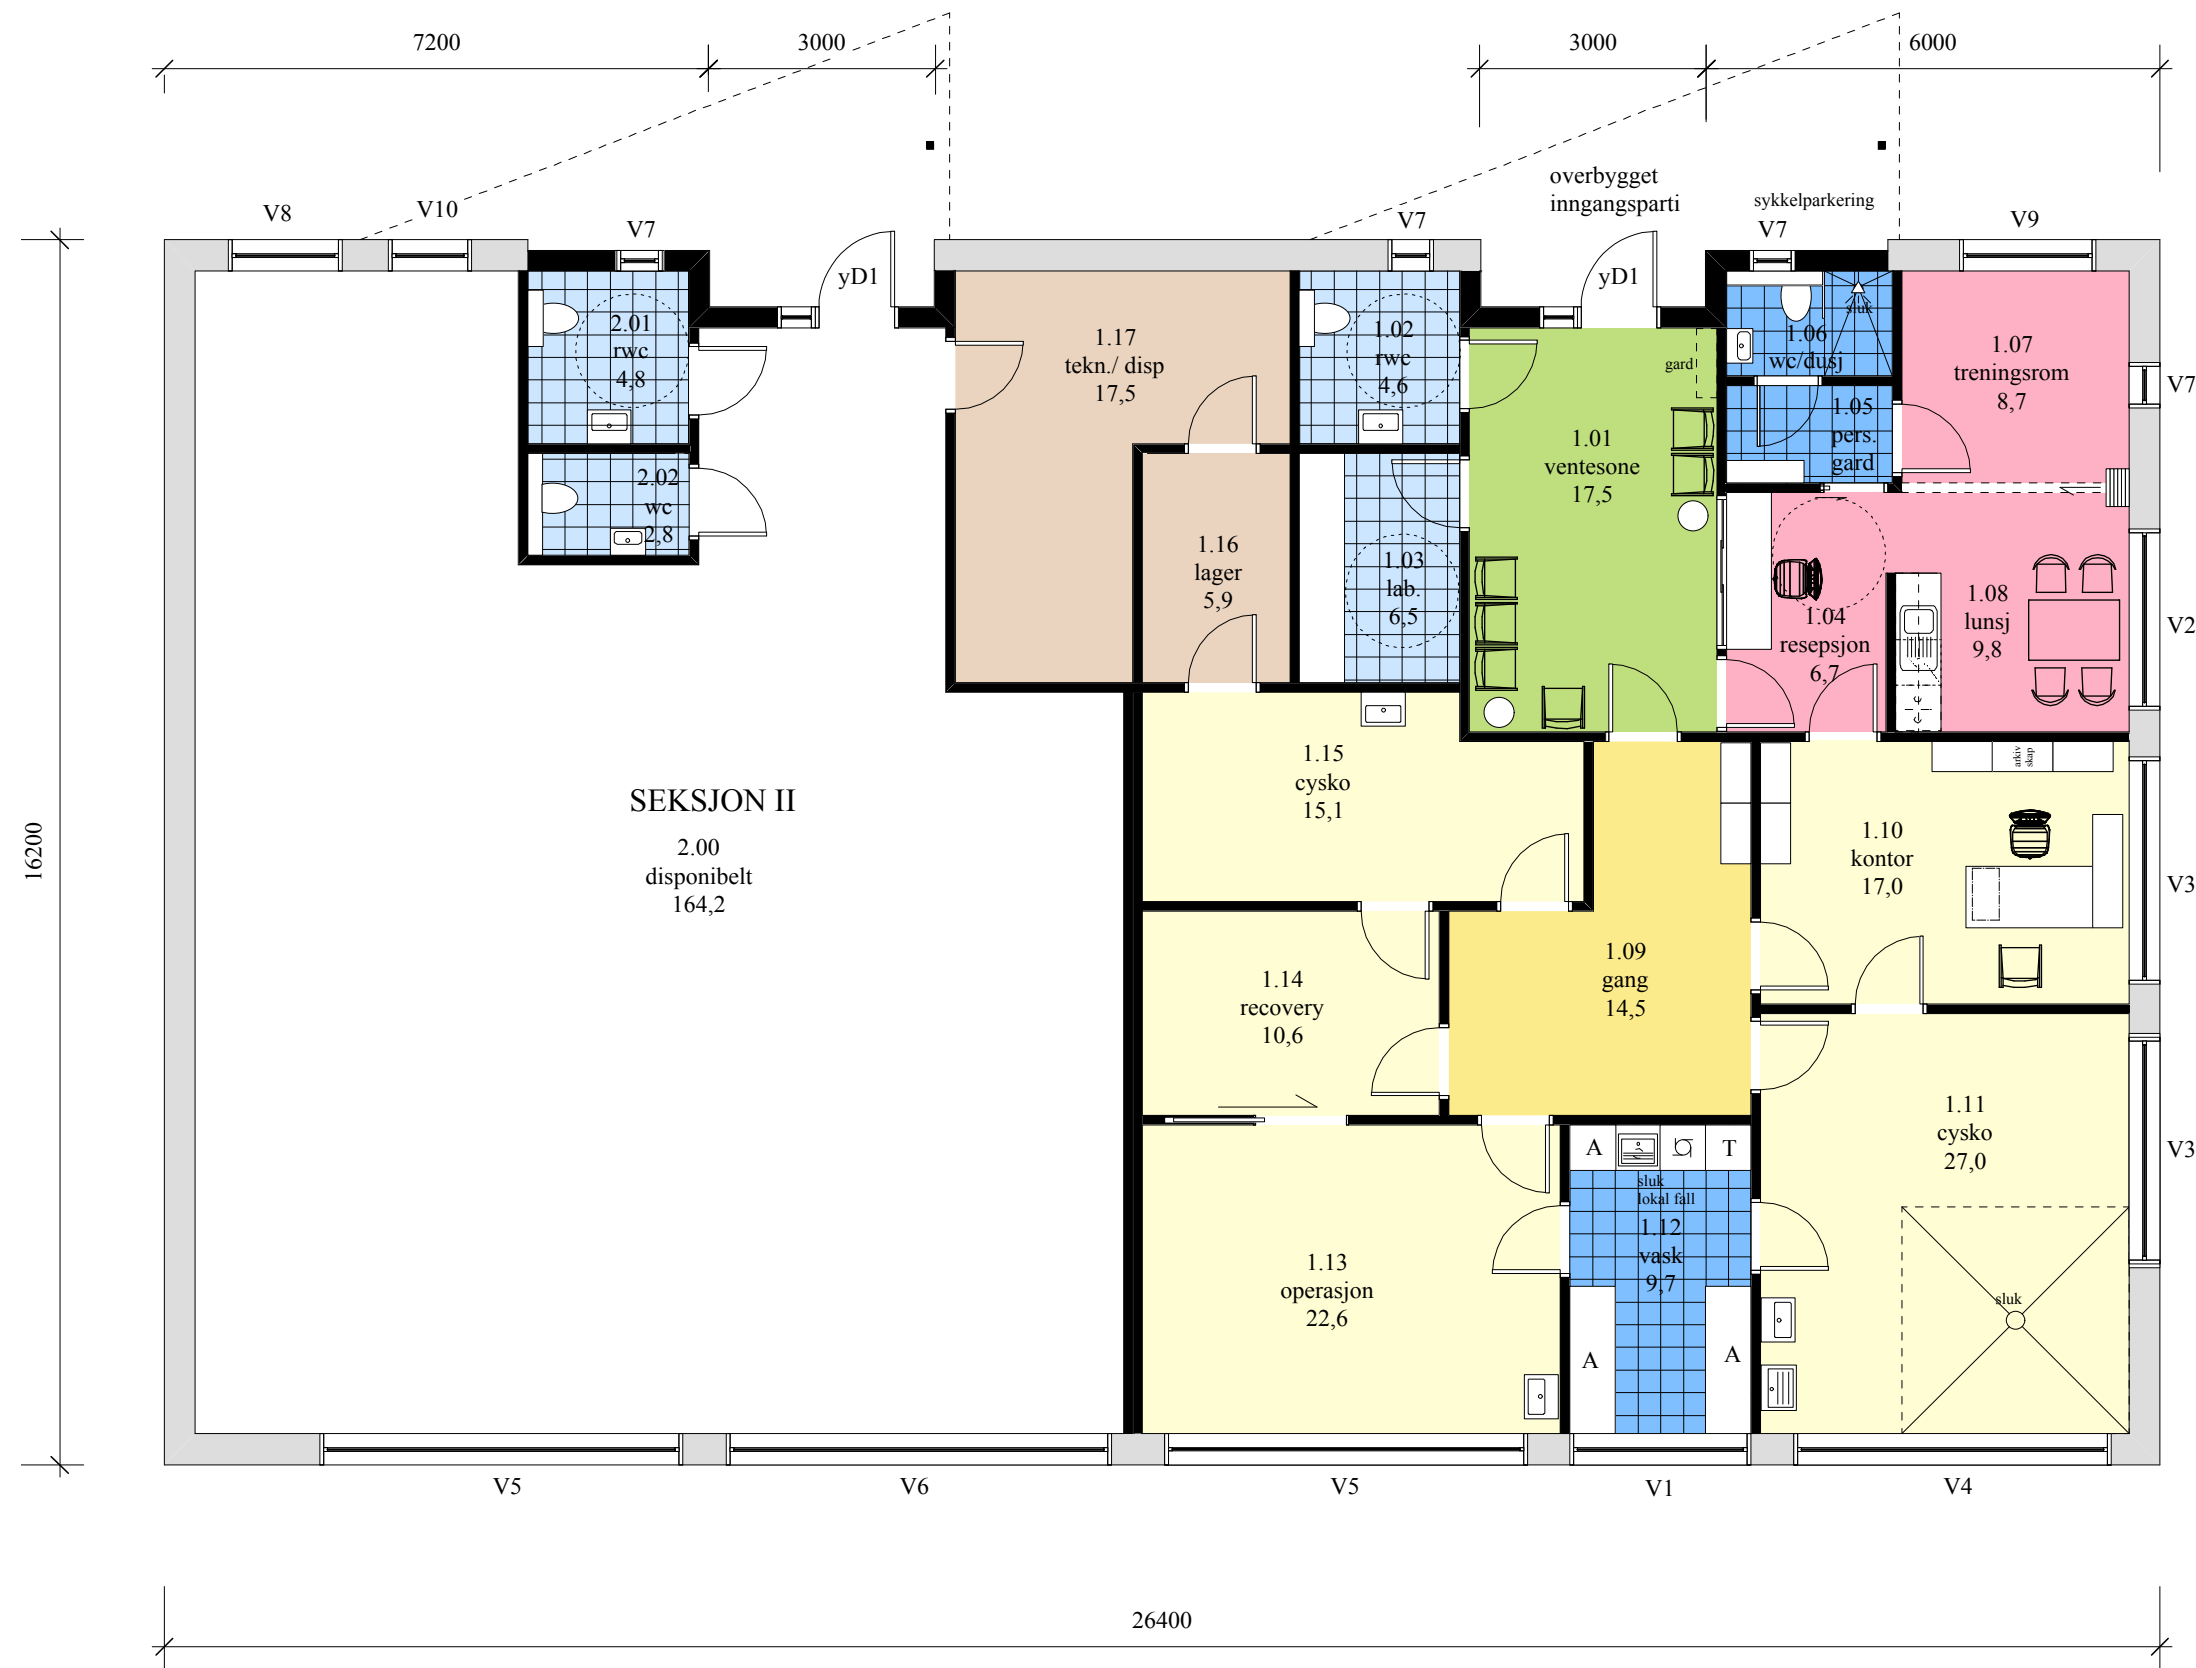 7200
3000
3000
6000
overbygget
inngangsparti
sykkelparkering
V8
V10
V7
V7
V7
V9
yD1
yD1
2.01
rwc
4,8
1.17
tekn./ disp
17,5
1.02
rwc
4,6
gard
sluk
1.06
wc/dusj
1.07
treningsrom
8,7
V7
1.05
pers.
gard
1.01
ventesone
17,5
2.02
wc
2,8
1.16
lager
5,9
1.03
lab.
6,5
1.04
resepsjon
6,7
1.08
lunsj
9,8
V2
1.15
cysko
15,1
arkiv
skap
SEKSJON II
2.00
disponibelt
164,2
16200
1.10
kontor
17,0
V3
1.14
recovery
10,6
1.09
gang
14,5
1.11
cysko
27,0
V3
A
T
sluk
lokal fall
1.12
vask
9,7
1.13
operasjon
22,6
sluk
A
A
V5
V6
V5
V1
V4
26400